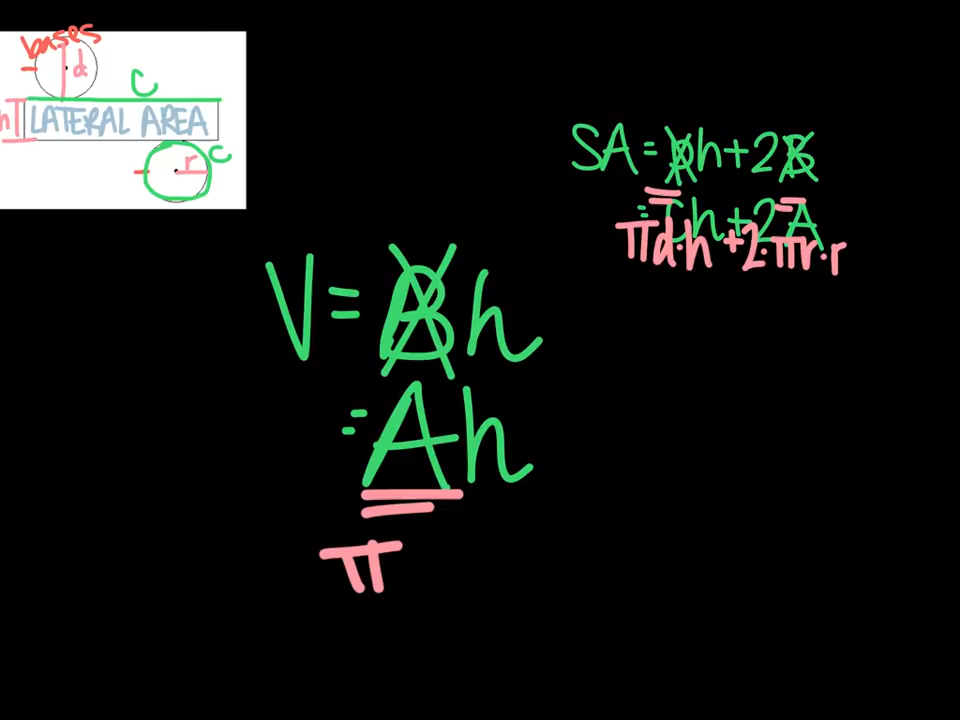 bases
d
C
h LATERAL AREA
r C
SA = ph + 2B
= Ch + 2A
πd·h + 2·πr·r
V = Bh
= Ah
π